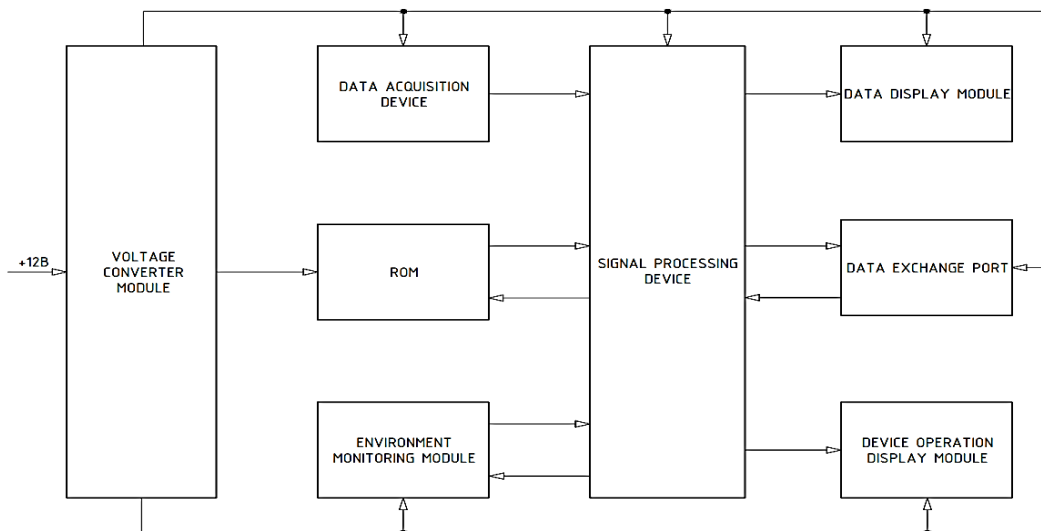 DATA ACQUISITION
DEVICE
DATA DISPLAY MODULE
+12В
VOLTAGE
CONVERTER
MODULE
ROM
SIGNAL PROCESSING
DEVICE
DATA EXCHANGE PORT
ENVIRONMENT
MONITORING MODULE
DEVICE OPERATION
DISPLAY MODULE